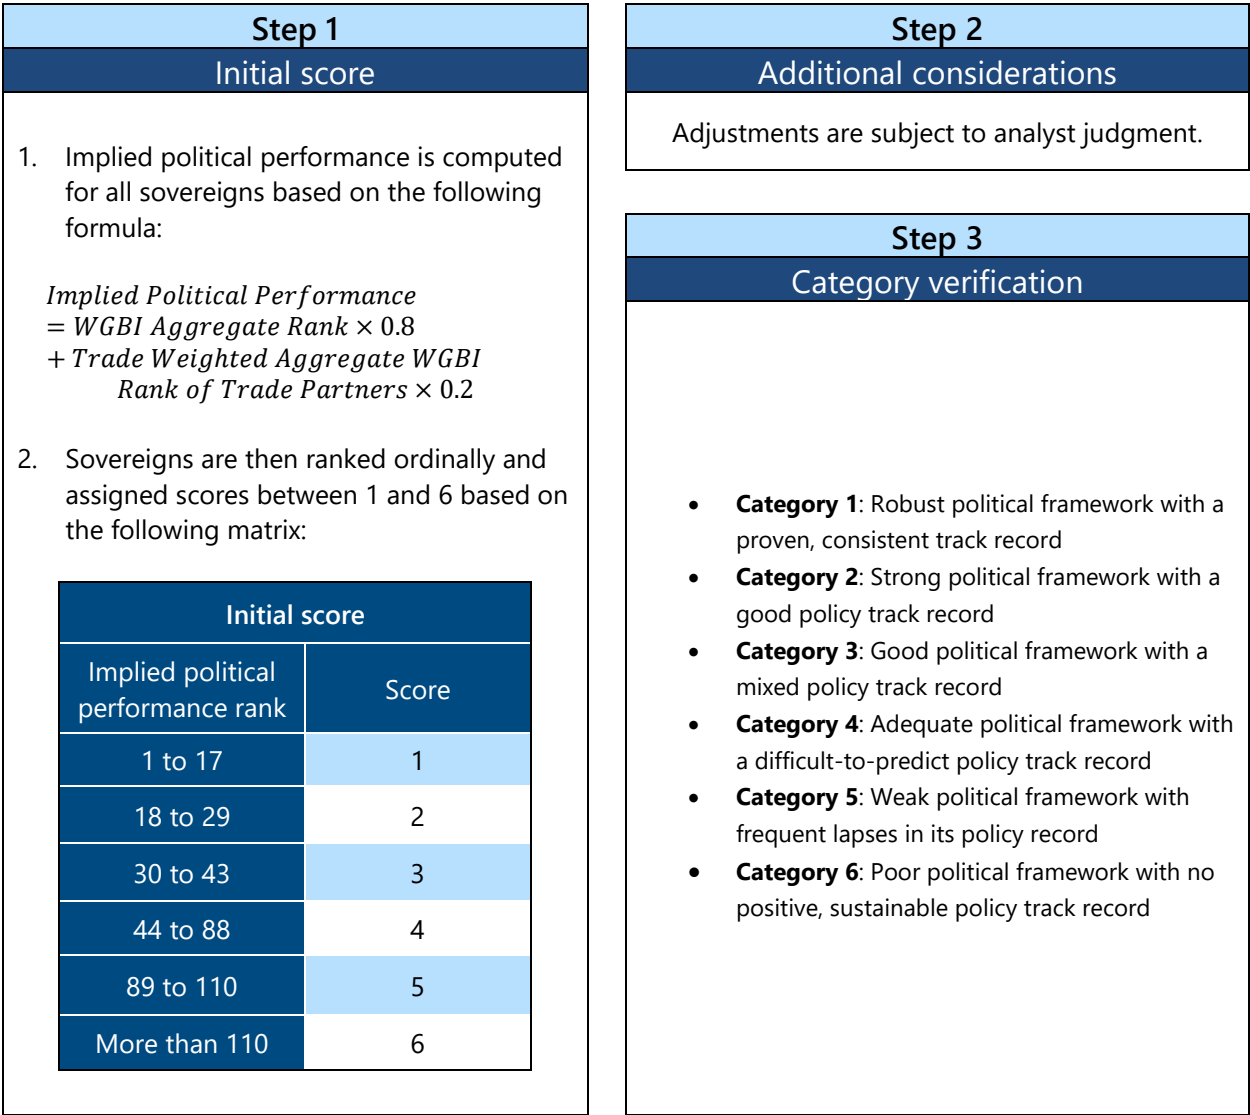 Step 1
Initial score
1. Implied political performance is computed
for all sovereigns based on the following
formula:
Implied Political Performance
= WGBI Aggregate Rank × 0.8
+ Trade Weighted Aggregate WGBI
Rank of Trade Partners × 0.2
2. Sovereigns are then ranked ordinally and
assigned scores between 1 and 6 based on
the following matrix:
Initial score
Implied political
performance rank
Score
1 to 17 1
18 to 29 2
30 to 43 3
44 to 88 4
89 to 110 5
More than 110 6
Step 2
Additional considerations
Adjustments are subject to analyst judgment.
Step 3
Category verification
• Category 1: Robust political framework with a
proven, consistent track record
• Category 2: Strong political framework with a
good policy track record
• Category 3: Good political framework with a
mixed policy track record
• Category 4: Adequate political framework with
a difficult-to-predict policy track record
• Category 5: Weak political framework with
frequent lapses in its policy record
• Category 6: Poor political framework with no
positive, sustainable policy track record